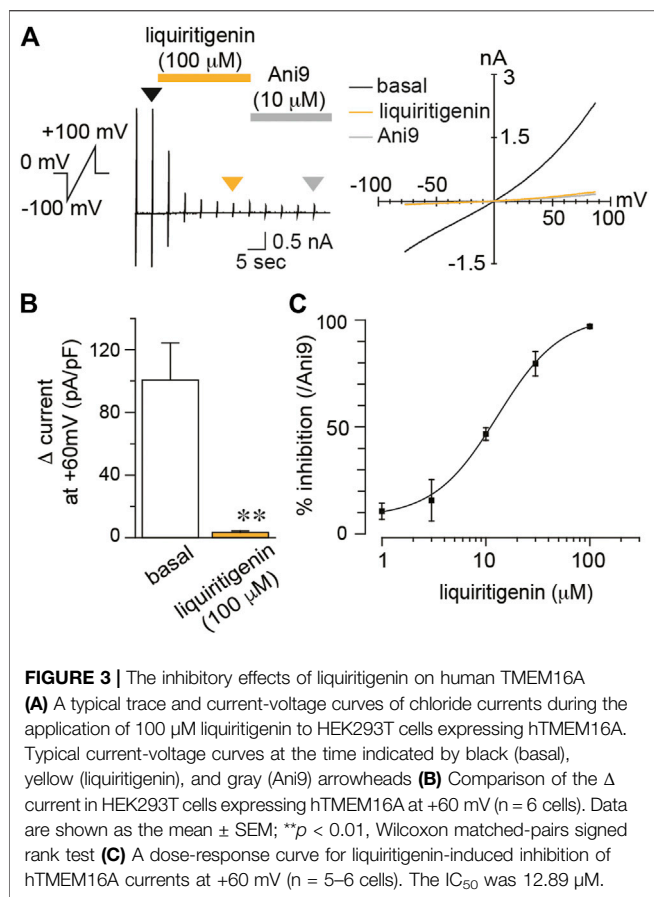 A
liquiritigenin
(100 μM)
Ani9
(10 μM)
+100 mV
0 mV
-100 mV
0.5 nA
5 sec
nA
3
basal
liquiritigenin
Ani9
1.5
-100
-50
mV
50
100
-1.5
B
Δ current
at +60mV (pA/pF)
120
80
40
0
**
basal
liquiritigenin
(100 μM)
C
% inhibition (/Ani9)
100
50
0
1
10
100
liquiritigenin (μM)
FIGURE 3 | The inhibitory effects of liquiritigenin on human TMEM16A
(A) A typical trace and current-voltage curves of chloride currents during the
application of 100 µM liquiritigenin to HEK293T cells expressing hTMEM16A.
Typical current-voltage curves at the time indicated by black (basal),
yellow (liquiritigenin), and gray (Ani9) arrowheads (B) Comparison of the Δ
current in HEK293T cells expressing hTMEM16A at +60 mV (n = 6 cells). Data
are shown as the mean ± SEM; **p < 0.01, Wilcoxon matched-pairs signed
rank test (C) A dose-response curve for liquiritigenin-induced inhibition of
hTMEM16A currents at +60 mV (n = 5–6 cells). The IC50 was 12.89 µM.